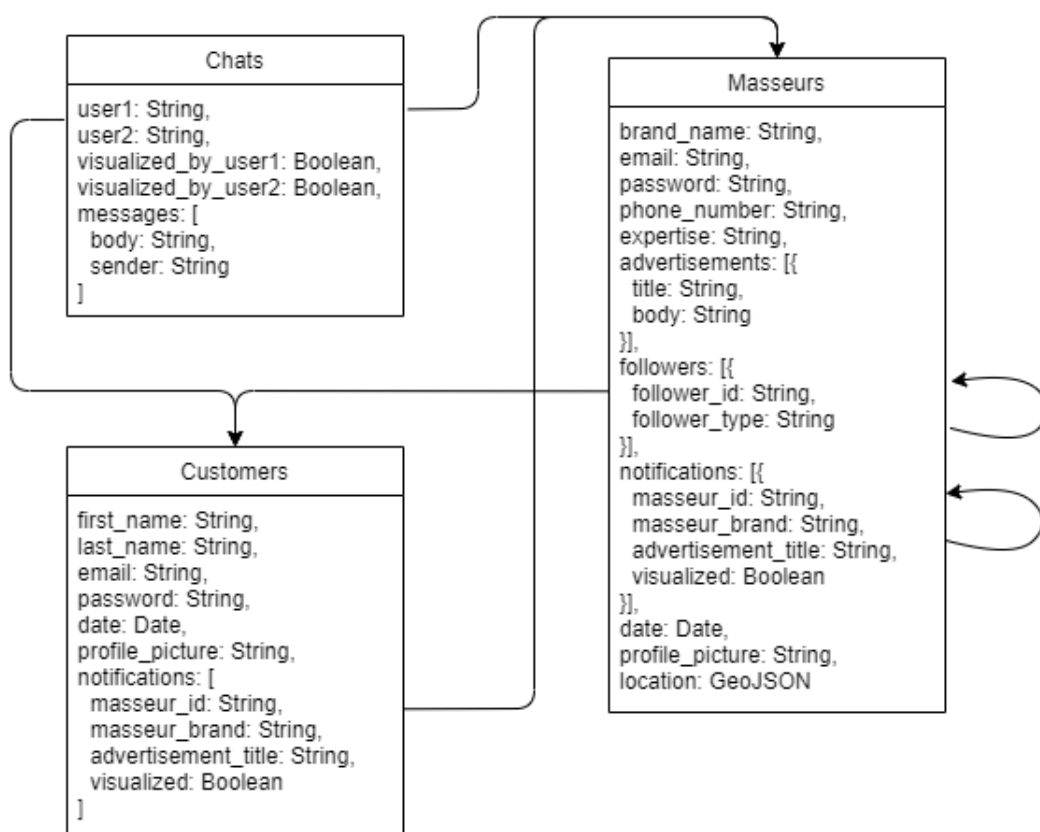 Chats
user1: String,
user2: String,
visualized_by_user1: Boolean,
visualized_by_user2: Boolean,
messages: [
body: String,
sender: String
]
Masseurs
brand_name: String,
email: String,
password: String,
phone_number: String,
expertise: String,
advertisements: [{
title: String,
body: String
}],
followers: [{
follower_id: String,
follower_type: String
}],
notifications: [{
masseur_id: String,
masseur_brand: String,
advertisement_title: String,
visualized: Boolean
}],
date: Date,
profile_picture: String,
location: GeoJSON
Customers
first_name: String,
last_name: String,
email: String,
password: String,
date: Date,
profile_picture: String,
notifications: [
masseur_id: String,
masseur_brand: String,
advertisement_title: String,
visualized: Boolean
]